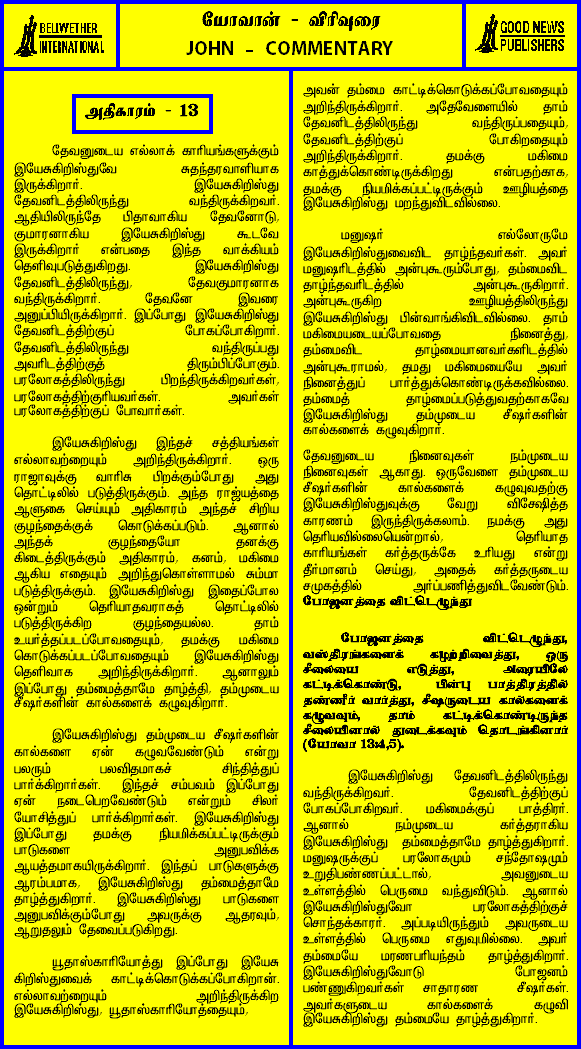 BELWETHER
INTERNATIONAL
யோவான் - விரிவுரை
JOHN - COMMENTARY
GOOD NEWS
PUBLISHERS
அதிகாரம் - 13
தேவனுடைய எல்லாக் காரியங்களுக்கும்
இயேசுகிறிஸ்துவே சுதந்தரவாளியாக
இருக்கிறார். இயேசுகிறிஸ்து
தேவனிடத்திலிருந்து வந்திருக்கிறவர்.
ஆதியிலிருந்தே பிதாவாகிய தேவனோடு,
குமாரனாகிய இயேசுகிறிஸ்து கூடவே
இருக்கிறார் என்பதை இந்த வாக்கியம்
தெளிவுபடுத்துகிறது. இயேசுகிறிஸ்து
தேவனிடத்திலிருந்து, தேவகுமாரனாக
வந்திருக்கிறார். தேவனே இவரை
அனுப்பியிருக்கிறார். இப்போது இயேசுகிறிஸ்து
தேவனிடத்திற்குப் போகப்போகிறார்.
தேவனிடத்திலிருந்து வந்திருப்பது
அவரிடத்திற்குத் திரும்பிப்போகும்.
பரலோகத்திலிருந்து பிறந்திருக்கிறவர்கள்,
பரலோகத்திற்குரியவர்கள். அவர்கள்
பரலோகத்திற்குப் போவார்கள்.
இயேசுகிறிஸ்து இந்தச் சத்தியங்கள்
எல்லாவற்றையும் அறிந்திருக்கிறார். ஒரு
ராஜாவுக்கு வாரிசு பிறக்கும்போது அது
தொட்டிலில் படுத்திருக்கும். அந்த ராஜ்யத்தை
ஆளுகை செய்யும் அதிகாரம் அந்தச் சிறிய
குழந்தைக்குக் கொடுக்கப்படும். ஆனால்
அந்தக் குழந்தையோ தனக்கு
கிடைத்திருக்கும் அதிகாரம், கனம், மகிமை
ஆகிய எதையும் அறிந்துகொள்ளாமல் சும்மா
படுத்திருக்கும். இயேசுகிறிஸ்து இதைப்போல
ஒன்றும் தெரியாதவராகத் தொட்டிலில்
படுத்திருக்கிற குழந்தையல்ல. தாம்
உயர்த்தப்படப்போவதையும், தமக்கு மகிமை
கொடுக்கப்படப்போவதையும் இயேசுகிறிஸ்து
தெளிவாக அறிந்திருக்கிறார். ஆனாலும்
இப்போது தம்மைத்தாமே தாழ்த்தி, தம்முடைய
சீஷர்களின் கால்களைக் கழுவுகிறார்.
இயேசுகிறிஸ்து தம்முடைய சீஷர்களின்
கால்களை ஏன் கழுவவேண்டும் என்று
பலரும் பலவிதமாகச் சிந்தித்துப்
பார்க்கிறார்கள். இந்தச் சம்பவம் இப்போது
ஏன் நடைபெறவேண்டும் என்றும் சிலர்
யோசித்துப் பார்க்கிறார்கள். இயேசுகிறிஸ்து
இப்போது தமக்கு நியமிக்கப்பட்டிருக்கும்
பாடுகளை அனுபவிக்க
ஆயத்தமாகயிருக்கிறார். இந்தப் பாடுகளுக்கு
ஆரம்பமாக, இயேசுகிறிஸ்து தம்மைத்தாமே
தாழ்த்துகிறார். இயேசுகிறிஸ்து பாடுகளை
அனுபவிக்கும்போது அவருக்கு ஆதரவும்,
ஆறுதலும் தேவைப்படுகிறது.
யூதாஸ்காரியோத்து இப்போது இயேசு
கிறிஸ்துவைக் காட்டிக்கொடுக்கப்போகிறான்.
எல்லாவற்றையும் அறிந்திருக்கிற
இயேசுகிறிஸ்து, யூதாஸ்காரியோத்தையும்,
அவன் தம்மை காட்டிக்கொடுக்கப்போவதையும்
அறிந்திருக்கிறார். அதேவேளையில் தாம்
தேவனிடத்திலிருந்து வந்திருப்பதையும்,
தேவனிடத்திற்குப் போகிறதையும்
அறிந்திருக்கிறார். தமக்கு மகிமை
காத்துக்கொண்டிருக்கிறது என்பதற்காக,
தமக்கு நியமிக்கப்பட்டிருக்கும் ஊழியத்தை
இயேசுகிறிஸ்து மறந்துவிடவில்லை.
மனுஷர் எல்லோருமே
இயேசுகிறிஸ்துவைவிட தாழ்ந்தவர்கள். அவர்
மனுஷரிடத்தில் அன்புகூரும்போது, தம்மைவிட
தாழ்ந்தவரிடத்தில் அன்புகூருகிறார்.
அன்புகூருகிற ஊழியத்திலிருந்து
இயேசுகிறிஸ்து பின்வாங்கிவிடவில்லை. தாம்
மகிமையடையப்போவதை நினைத்து,
தம்மைவிட தாழ்மையானவர்களிடத்தில்
அன்புகூராமல், தமது மகிமையையே அவர்
நினைத்துப் பார்த்துக்கொண்டிருக்கவில்லை.
தம்மைத் தாழ்மைப்படுத்துவதற்காகவே
இயேசுகிறிஸ்து தம்முடைய சீஷர்களின்
கால்களைக் கழுவுகிறார்.
தேவனுடைய நினைவுகள் நம்முடைய
நினைவுகள் ஆகாது. ஒருவேளை தம்முடைய
சீஷர்களின் கால்களைக் கழுவுவதற்கு
இயேசுகிறிஸ்துவுக்கு வேறு விசேஷித்த
காரணம் இருந்திருக்கலாம். நமக்கு அது
தெரியவில்லையென்றால், தெரியாத
காரியங்கள் கர்த்தருக்கே உரியது என்று
தீர்மானம் செய்து, அதைக் கர்த்தருடைய
சமுகத்தில் அர்ப்பணித்துவிடவேண்டும்.
போஜனத்தை விட்டெழுந்து
போஜனத்தை விட்டெழுந்து,
வஸ்திரங்களைக் கழற்றிவைத்து, ஒரு
சீலையை எடுத்து, அரையிலே
கட்டிக்கொண்டு, பின்பு பாத்திரத்தில்
தண்ணீர் வார்த்து, சீஷருடைய கால்களைக்
கழுவவும், தாம் கட்டிக்கொண்டிருந்த
சீலையினால் துடைக்கவும் தொடங்கினார்
(யோவா 13:4,5).
இயேசுகிறிஸ்து தேவனிடத்திலிருந்து
வந்திருக்கிறவர். தேவனிடத்திற்குப்
போகப்போகிறவர். மகிமைக்குப் பாத்திரர்.
ஆனால் நம்முடைய கர்த்தராகிய
இயேசுகிறிஸ்து தம்மைத்தாமே தாழ்த்துகிறார்.
மனுஷருக்குப் பரலோகமும் சந்தோஷமும்
உறுதிபண்ணப்பட்டால், அவனுடைய
உள்ளத்தில் பெருமை வந்துவிடும். ஆனால்
இயேசுகிறிஸ்துவோ பரலோகத்திற்குச்
சொந்தக்காரர். அப்படியிருந்தும் அவருடைய
உள்ளத்தில் பெருமை எதுவுமில்லை. அவர்
தம்மையே மரணபரியந்தம் தாழ்த்துகிறார்.
இயேசுகிறிஸ்துவோடு போஜனம்
பண்ணுகிறவர்கள் சாதாரண சீஷர்கள்.
அவர்களுடைய கால்களைக் கழுவி
இயேசுகிறிஸ்து தம்மையே தாழ்த்துகிறார்.